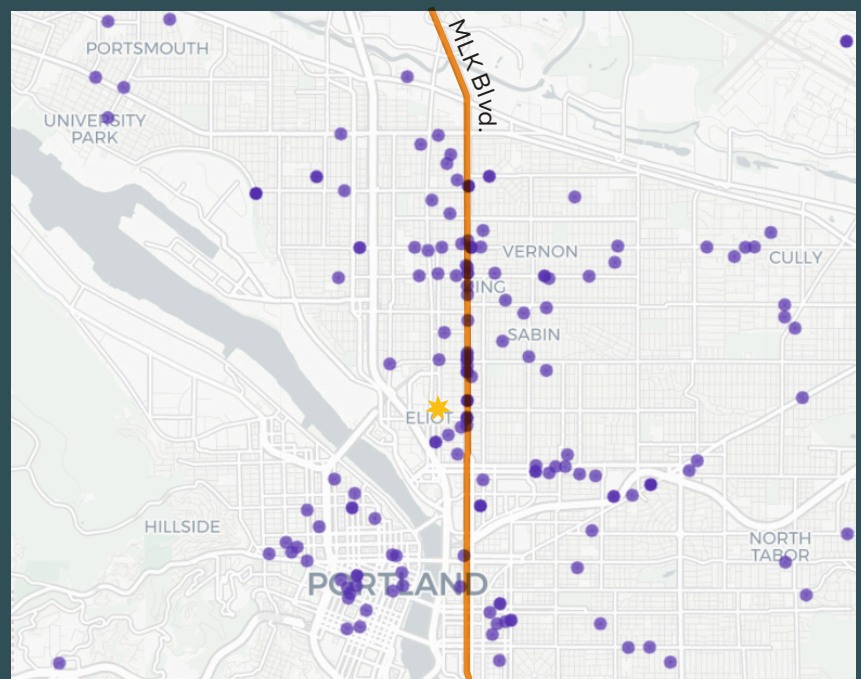 MLK Blvd.
PORTSMOUTH
UNIVERSITY
PARK
VERNON
CULLY
KING
SABIN
ELIOT
HILLSIDE
NORTH
TABOR
PORTLAND